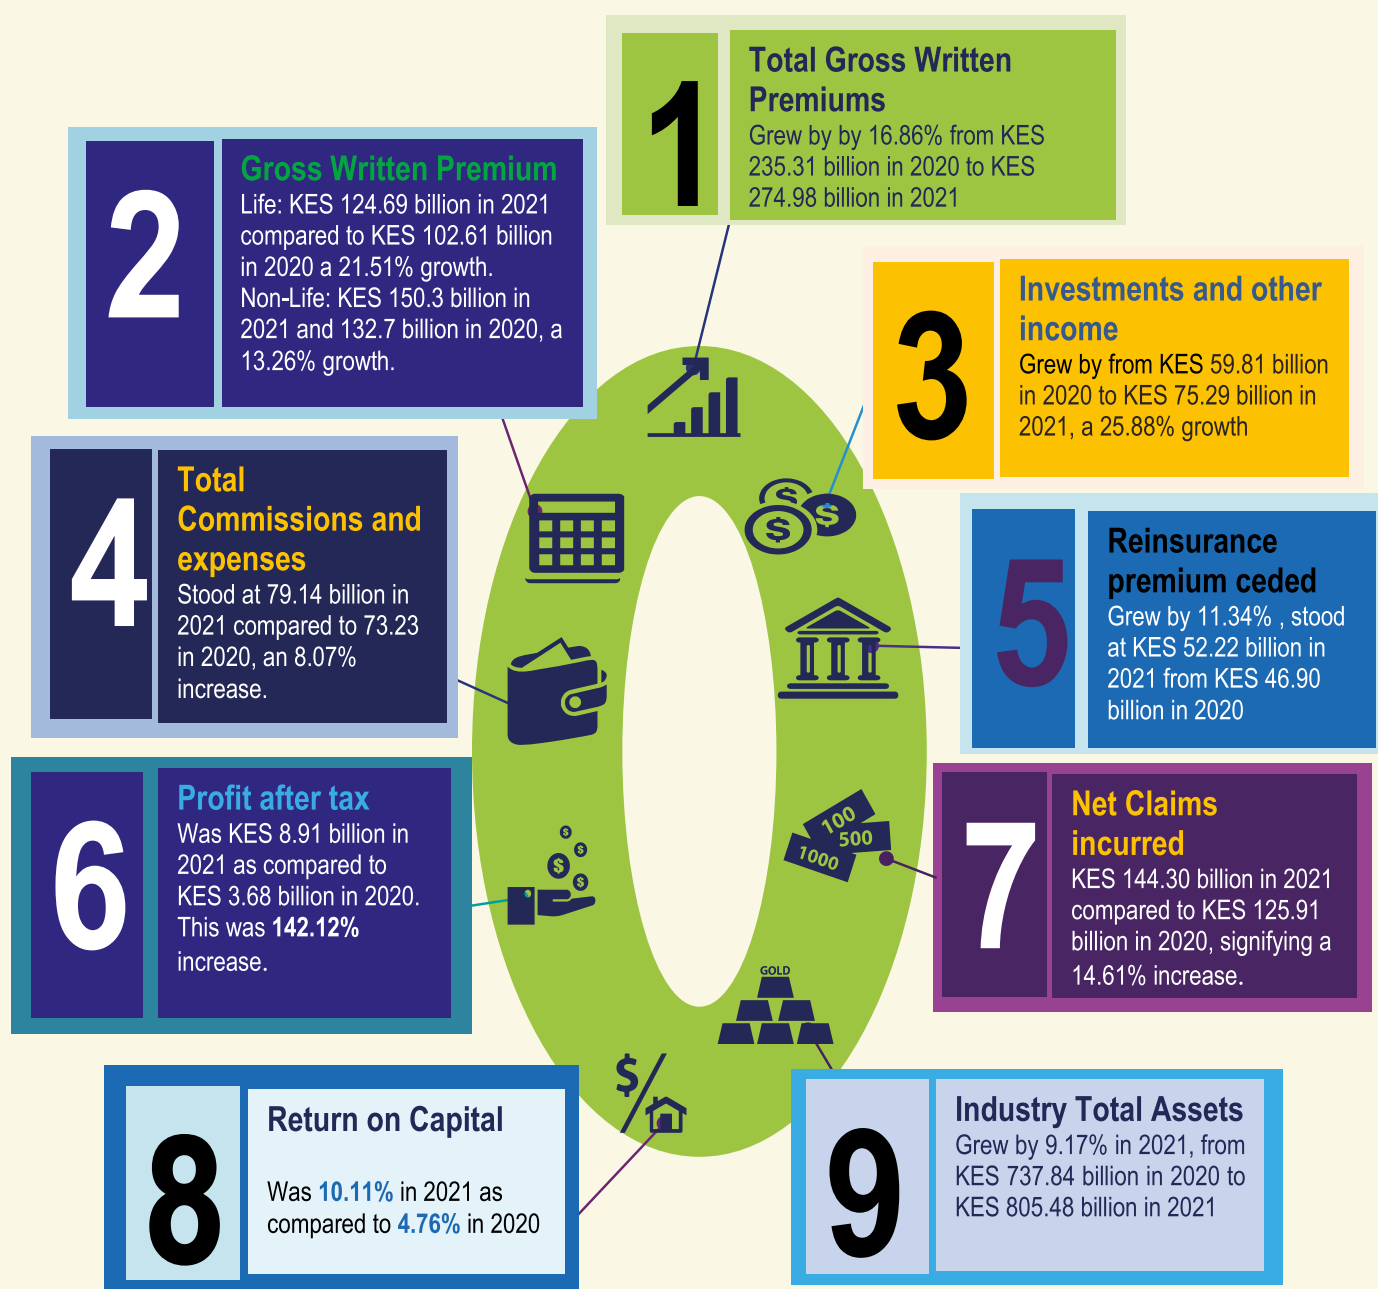 1
Total Gross Written
Premiums
Grew by by 16.86% from KES
235.31 billion in 2020 to KES
274.98 billion in 2021
2
Gross Written Premium
Life: KES 124.69 billion in 2021
compared to KES 102.61 billion
in 2020 a 21.51% growth.
Non-Life: KES 150.3 billion in
2021 and 132.7 billion in 2020, a
13.26% growth.
3
Investments and other
income
Grew by from KES 59.81 billion
in 2020 to KES 75.29 billion in
2021, a 25.88% growth
4
Total
Commissions and
expenses
Stood at 79.14 billion in
2021 compared to 73.23
in 2020, an 8.07%
increase.
$
$
$
5
Reinsurance
premium ceded
Grew by 11.34% , stood
at KES 52.22 billion in
2021 from KES 46.90
billion in 2020
6
Profit after tax
Was KES 8.91 billion in
2021 as compared to
KES 3.68 billion in 2020.
This was 142.12%
increase.
$
$
$
$
100
500
1000
7
Net Claims
incurred
KES 144.30 billion in 2021
compared to KES 125.91
billion in 2020, signifying a
14.61% increase.
GOLD
$/
8
Return on Capital
Was 10.11% in 2021 as
compared to 4.76% in 2020
9
Industry Total Assets
Grew by 9.17% in 2021, from
KES 737.84 billion in 2020 to
KES 805.48 billion in 2021